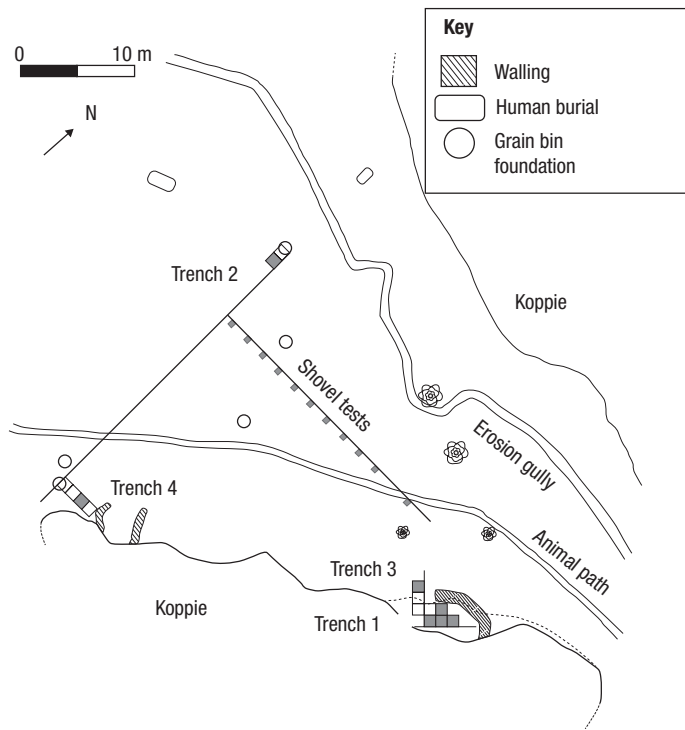 0 10 m
N
Key
Walling
Human burial
Grain bin
foundation
Trench 2
Koppie
Shovel tests
Erosion gully
Trench 4
Animal path
Trench 3
Koppie
Trench 1